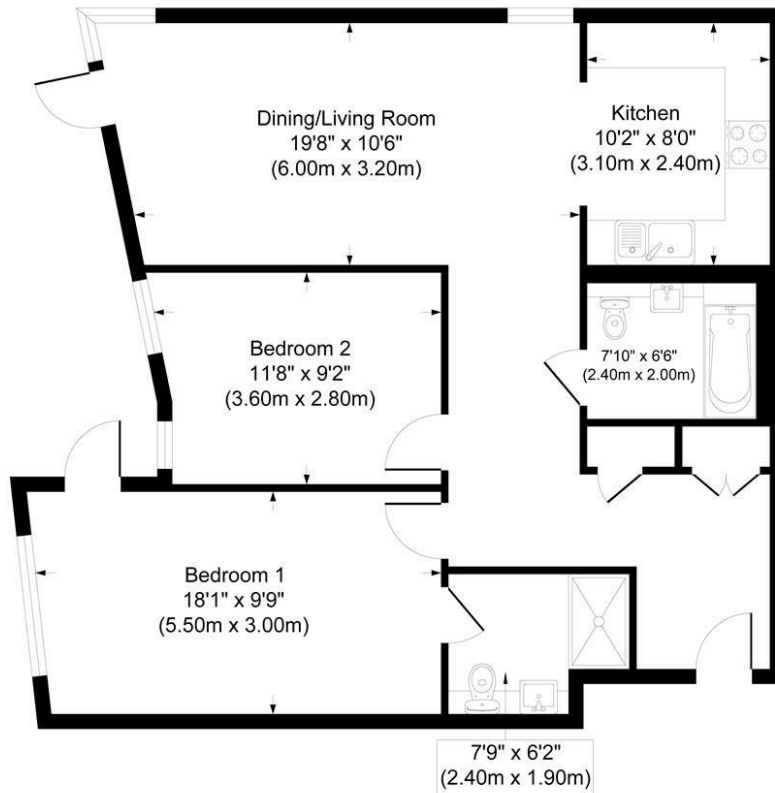 Dining/Living Room
19'8" x 10'6"
(6.00m x 3.20m)
Kitchen
10'2" x 8'0"
(3.10m x 2.40m)
Bedroom 2
11'8" x 9'2"
(3.60m x 2.80m)
7'10" x 6'6"
(2.40m x 2.00m)
Bedroom 1
18'1" x 9'9"
(5.50m x 3.00m)
7'9" x 6'2"
(2.40m x 1.90m)